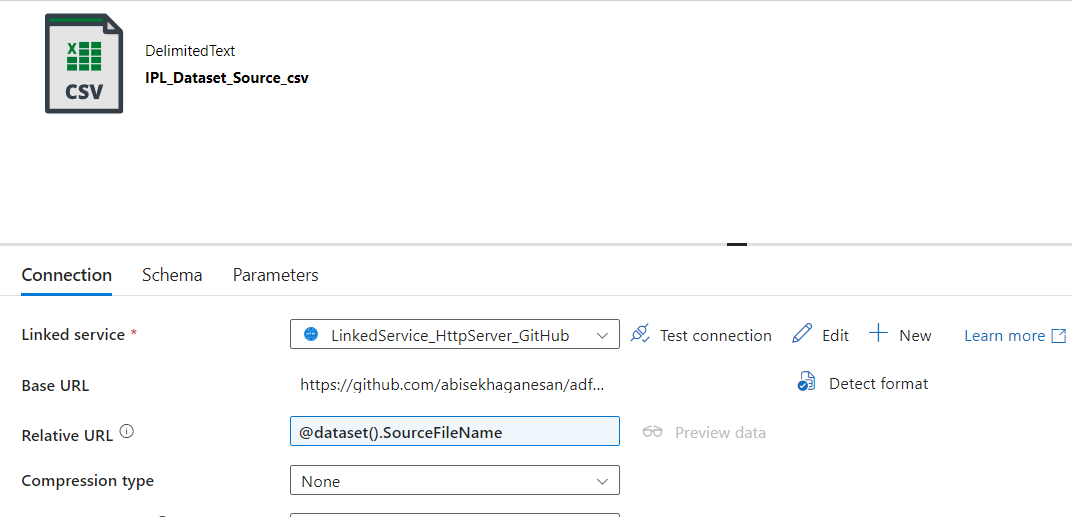 X
CSV
DelimitedText
IPL_Dataset_Source_csv
Connection Schema Parameters
Linked service * LinkedService_HttpServer_GitHub Test connection Edit New Learn more
Base URL https://github.com/abisekhaganesan/adf... Detect format
Relative URL @dataset().SourceFileName Preview data
Compression type None